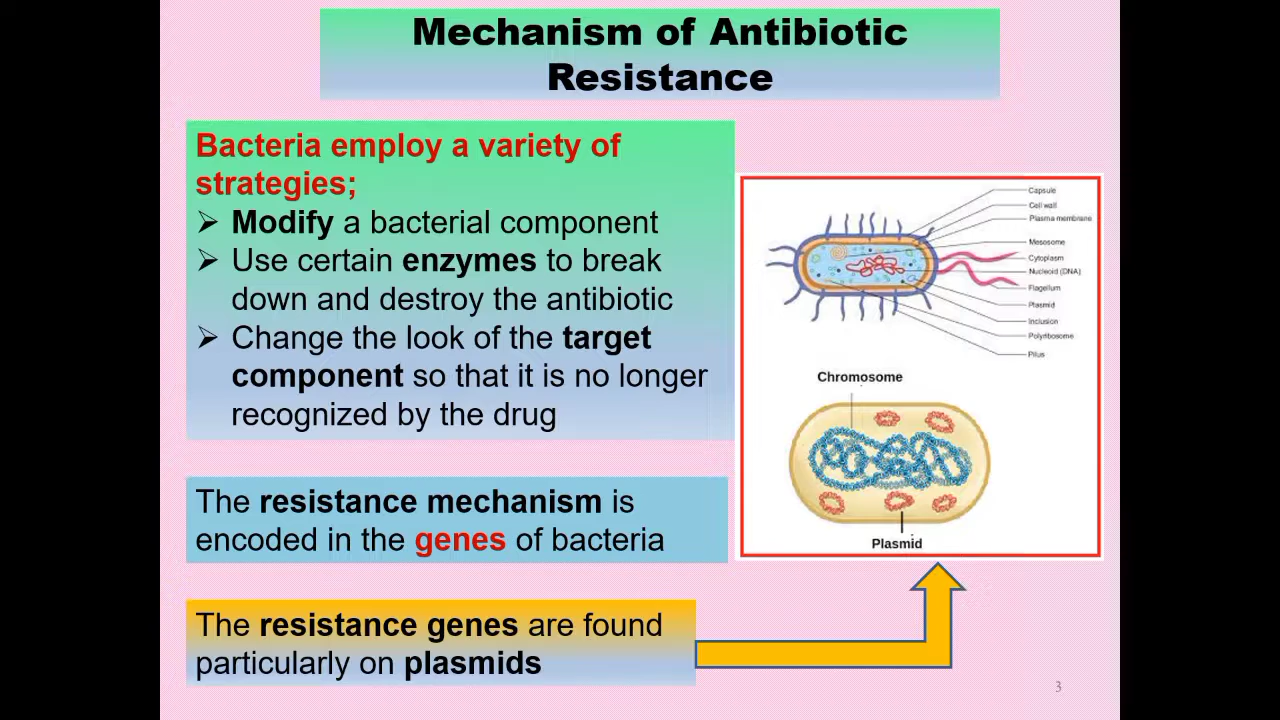 Mechanism of Antibiotic
Resistance
Bacteria employ a variety of
strategies;
➢ Modify a bacterial component
➢ Use certain enzymes to break
down and destroy the antibiotic
➢ Change the look of the target
component so that it is no longer
recognized by the drug
The resistance mechanism is
encoded in the genes of bacteria
The resistance genes are found
particularly on plasmids
Capsule
Cell wall
Plasma membrane
Mesosome
Cytoplasm
Nucleoid (DNA)
Flagellum
Plasmid
Inclusion
Polyribosome
Pilus
Chromosome
Plasmid
3